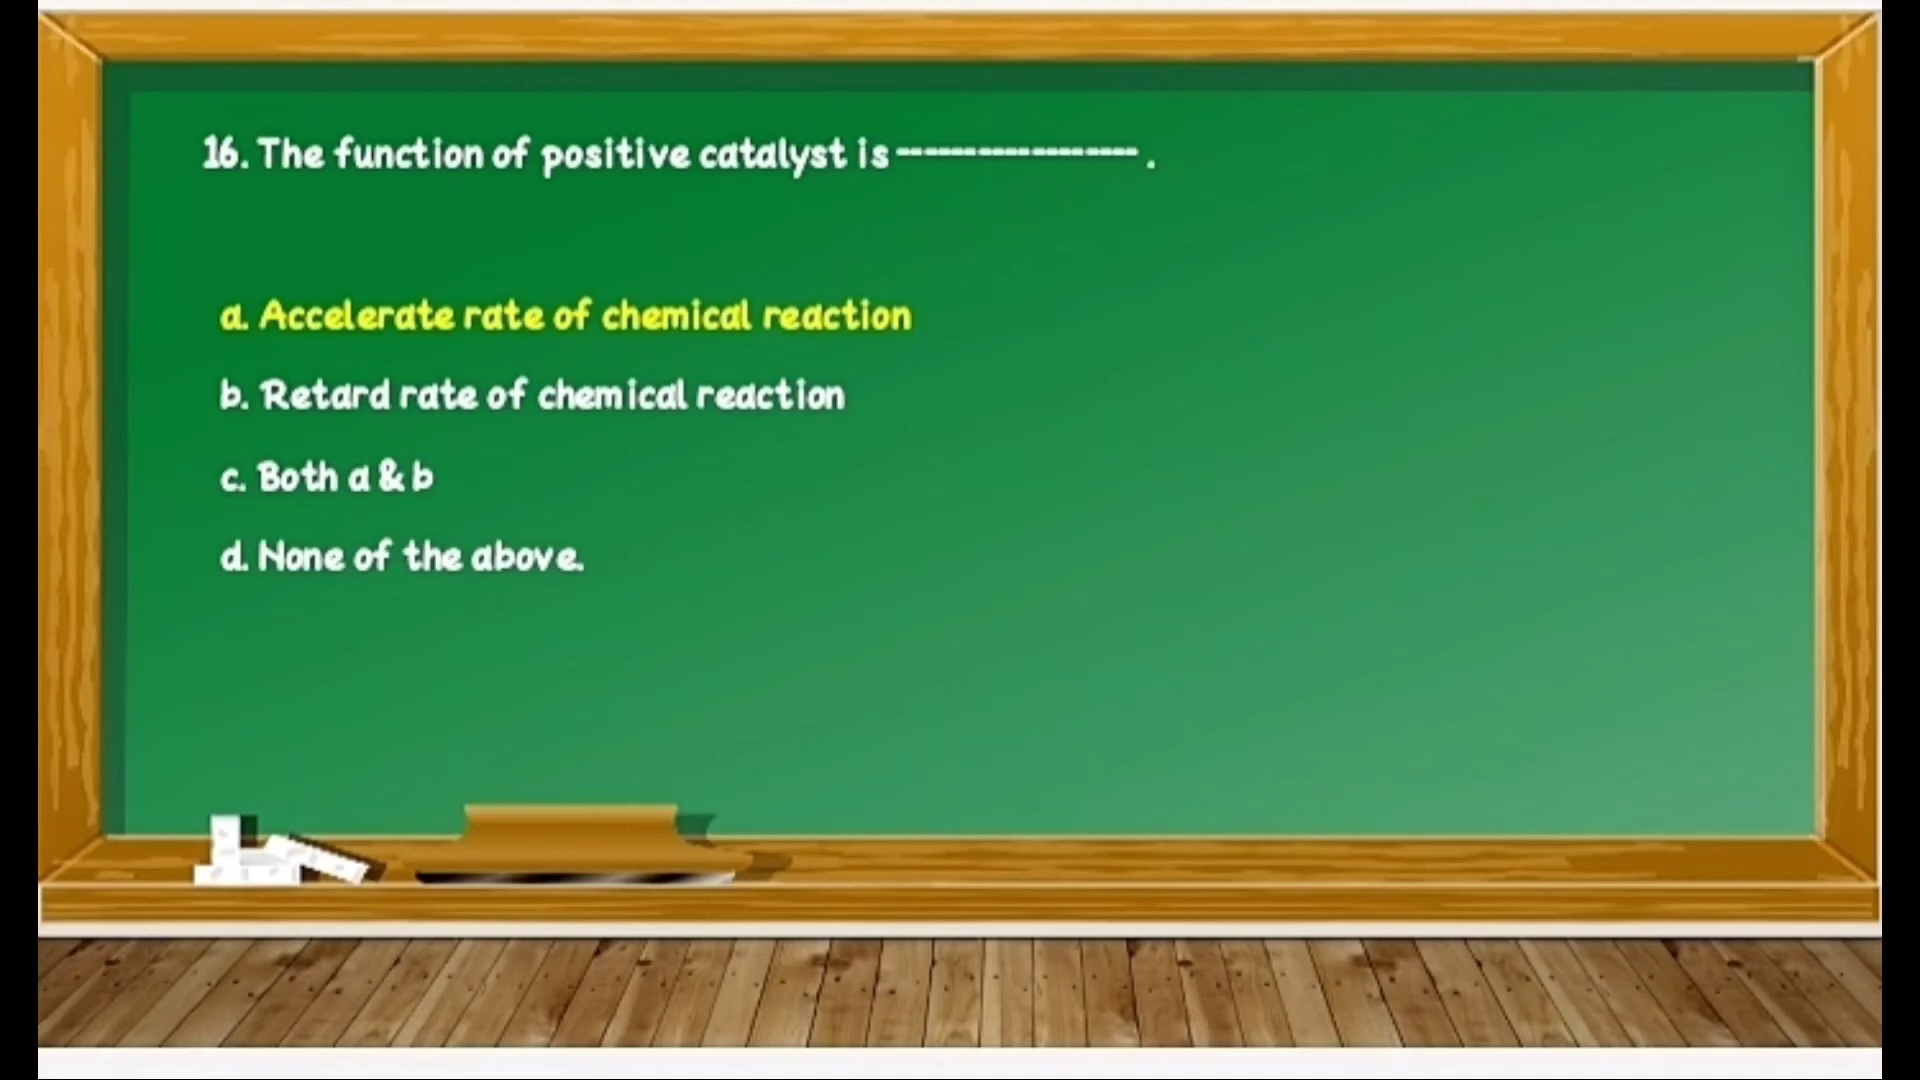 16. The function of positive catalyst is ------------------ .
a. Accelerate rate of chemical reaction
b. Retard rate of chemical reaction
c. Both a & b
d. None of the above.